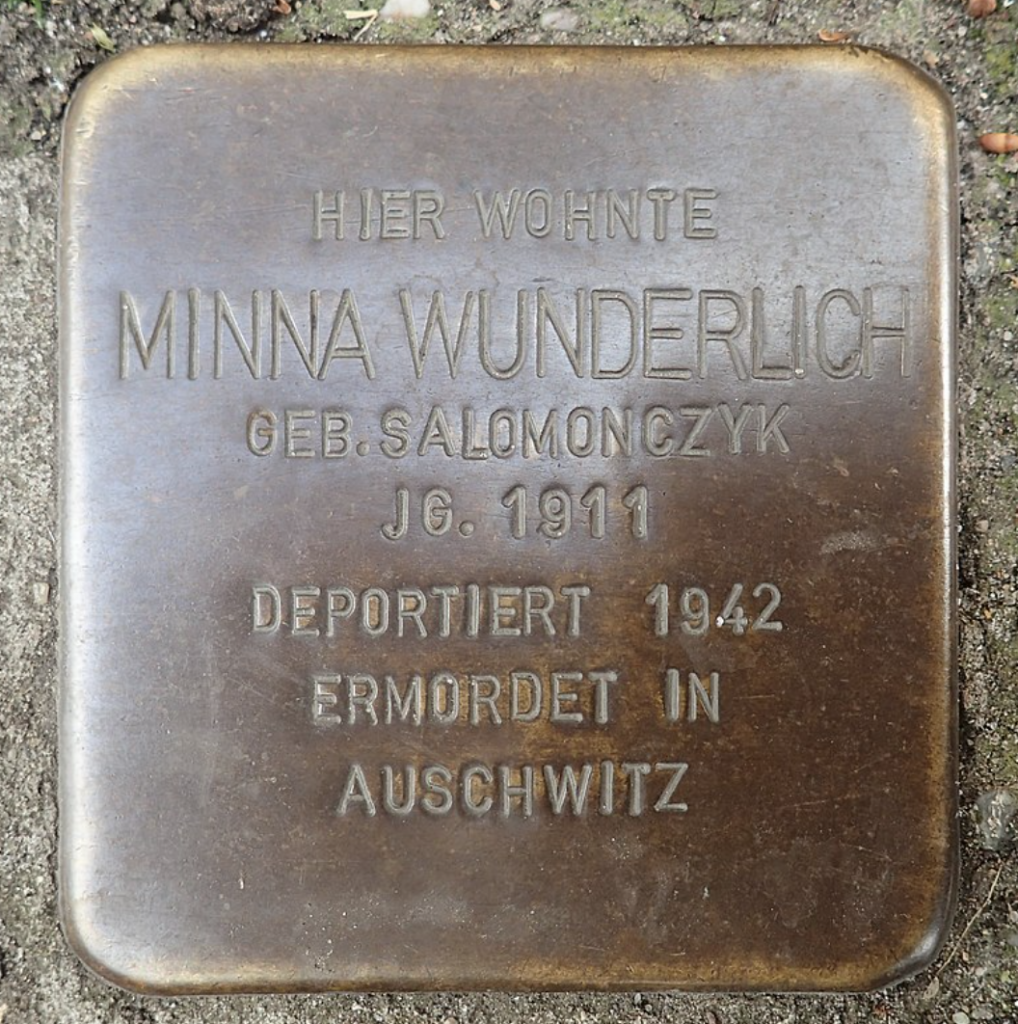 HIER WOHNTE
MINNA WUNDERLICH
GEB. SALOMONCZYK
JG. 1911
DEPORTIERT 1942
ERMORDET IN
AUSCHWITZ